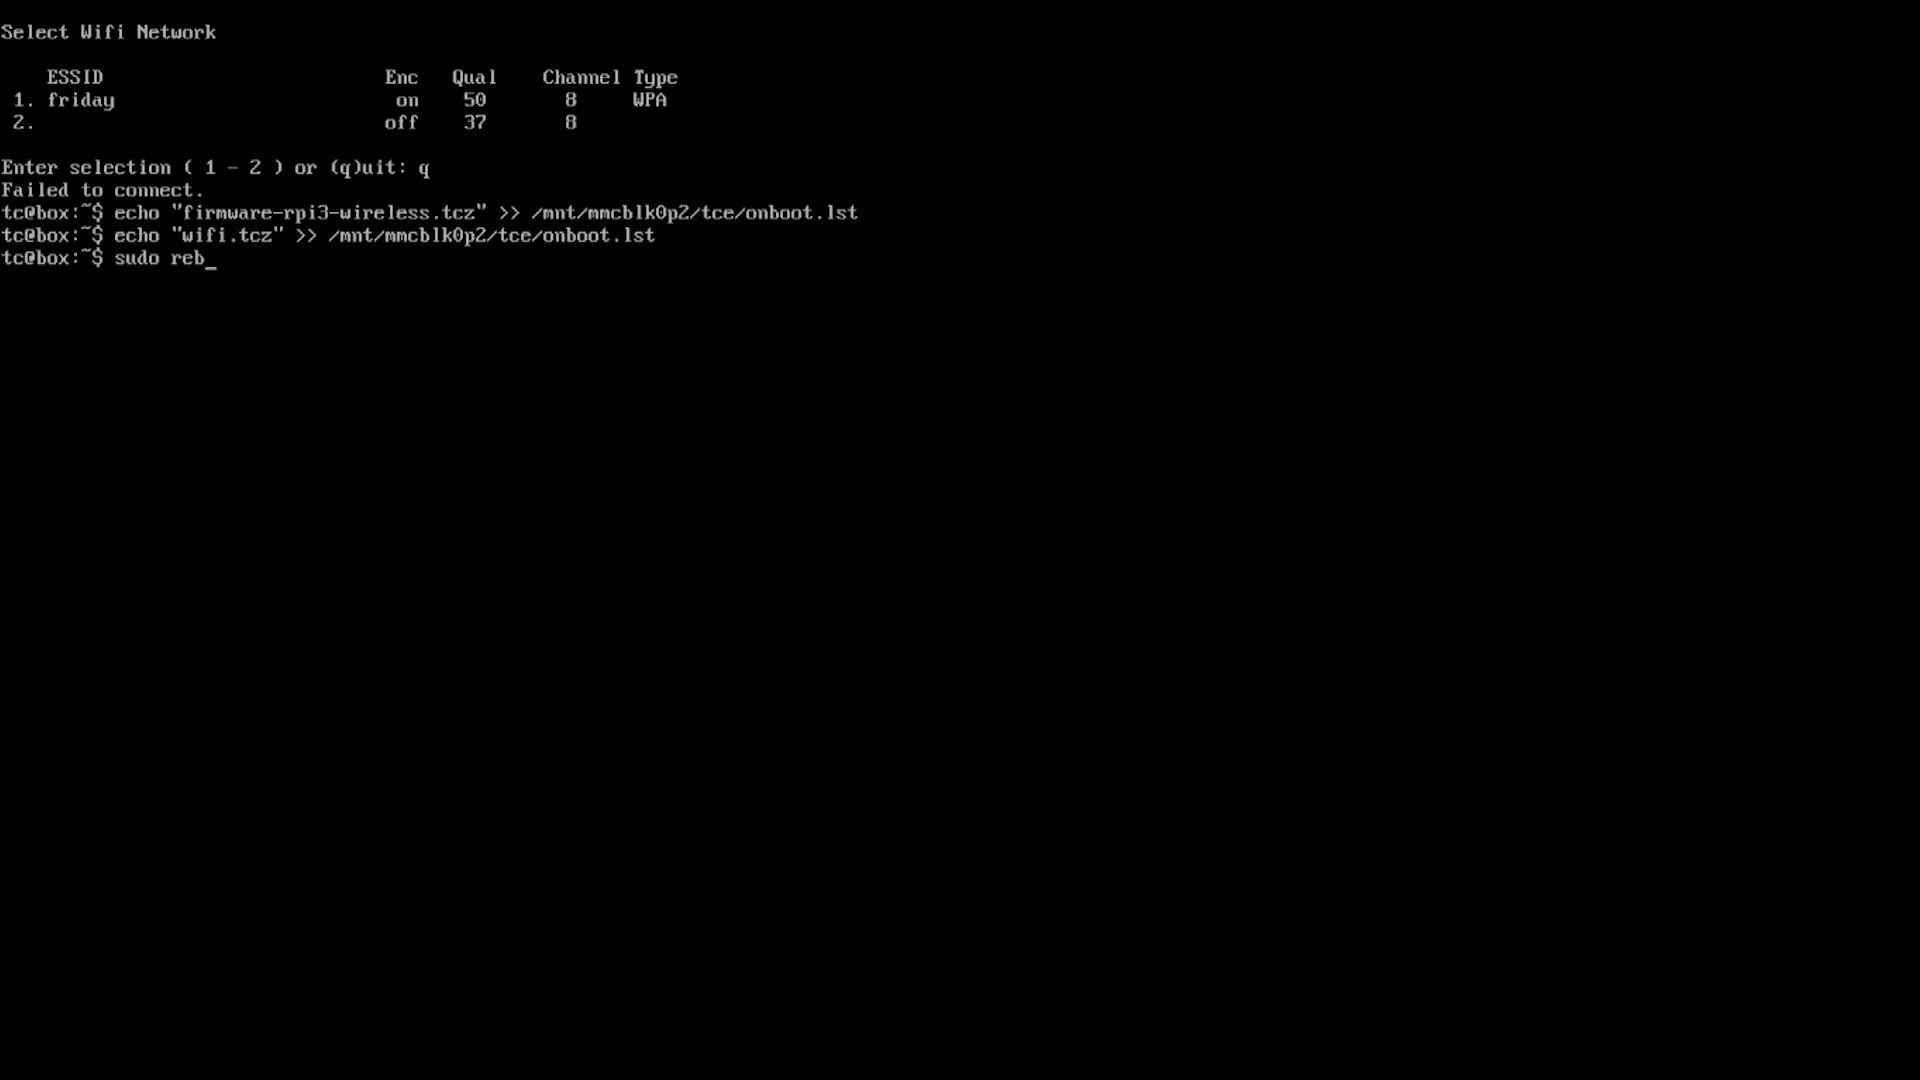 Select Wifi Network
ESSID Enc Qual Channel Type
1. friday on 50 8 WPA
2. off 37 8
Enter selection ( 1 - 2 ) or (q)uit: q
Failed to connect.
tc@box:~$ echo "firmware-rpi3-wireless.tcz" >> /mnt/mmcblk0p2/tce/onboot.lst
tc@box:~$ echo "wifi.tcz" >> /mnt/mmcblk0p2/tce/onboot.lst
tc@box:~$ sudo reb_